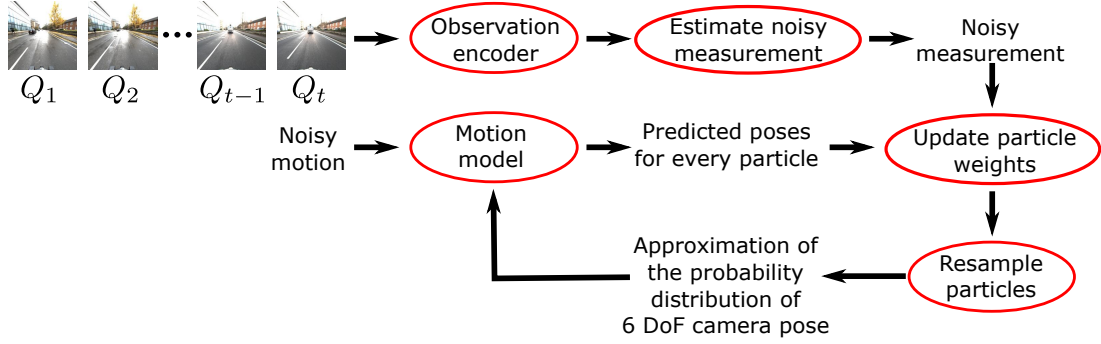 Observation
encoder
Estimate noisy
measurement
Noisy
measurement
Q1
Q2
•••
Qt−1
Qt
Noisy
motion
Motion
model
Predicted poses
for every particle
Update particle
weights
Approximation of
the probability
distribution of
6 DoF camera pose
Resample
particles